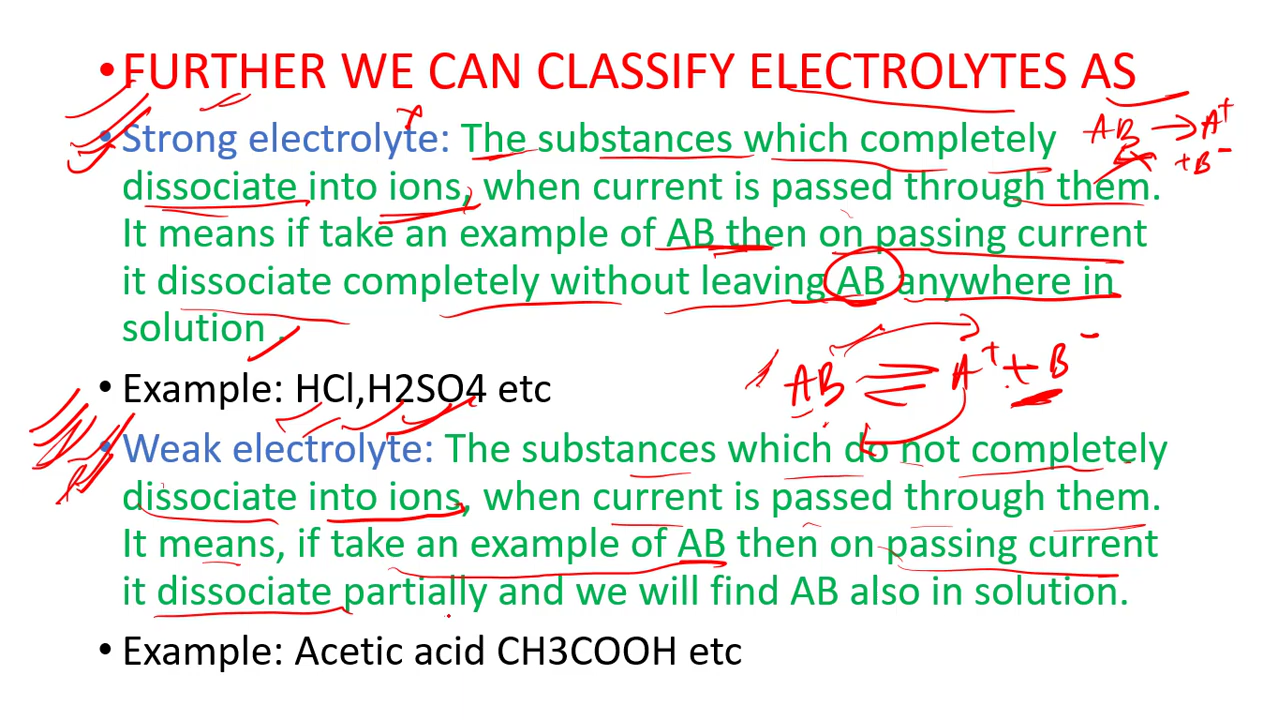 • FURTHER WE CAN CLASSIFY ELECTROLYTES AS
• Strong electrolyte: The substances which completely
AB → A⁺
+B⁻
dissociate into ions, when current is passed through them.
It means if take an example of AB then on passing current
it dissociate completely without leaving AB anywhere in
solution .
AB ⇌ A⁺ + B⁻
• Example: HCl,H2SO4 etc
• Weak electrolyte: The substances which do not completely
dissociate into ions, when current is passed through them.
It means, if take an example of AB then on passing current
it dissociate partially and we will find AB also in solution.
• Example: Acetic acid CH3COOH etc